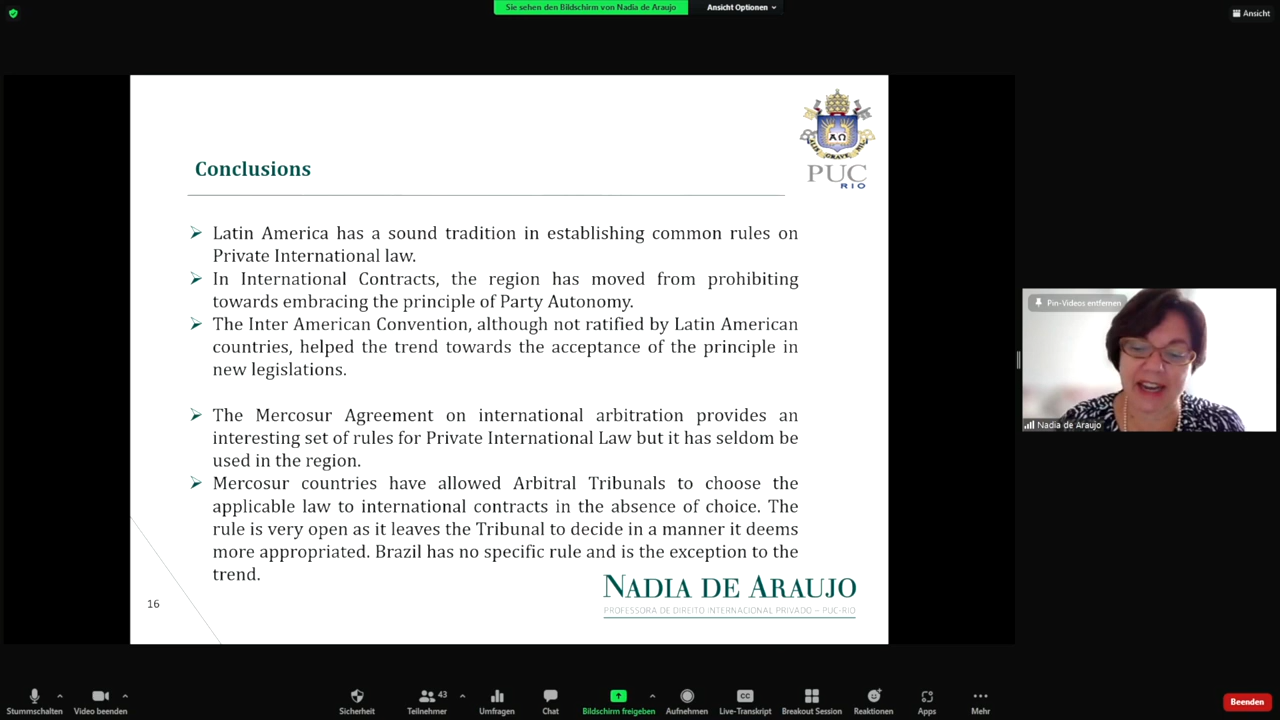 Sie sehen den Bildschirm von Nadia de Araujo
Ansicht Optionen
Ansicht
PUC
RIO
Conclusions
Latin America has a sound tradition in establishing common rules on
Private International law.
In International Contracts, the region has moved from prohibiting
towards embracing the principle of Party Autonomy.
The Inter American Convention, although not ratified by Latin American
countries, helped the trend towards the acceptance of the principle in
new legislations.
The Mercosur Agreement on international arbitration provides an
interesting set of rules for Private International Law but it has seldom be
used in the region.
Mercosur countries have allowed Arbitral Tribunals to choose the
applicable law to international contracts in the absence of choice. The
rule is very open as it leaves the Tribunal to decide in a manner it deems
more appropriated. Brazil has no specific rule and is the exception to the
trend.
16
NADIA DE ARAUJO
PROFESSORA DE DIREITO INTERNACIONAL PRIVADO – PUC-RIO
Pin-Videos entfernen
Nadia de Araujo
Stummschalten
Video beenden
Sicherheit
43
Teilnehmer
Umfragen
Chat
Bildschirm freigeben
Aufnehmen
CC
Live-Transkript
Breakout Session
Reaktionen
Apps
Mehr
Beenden